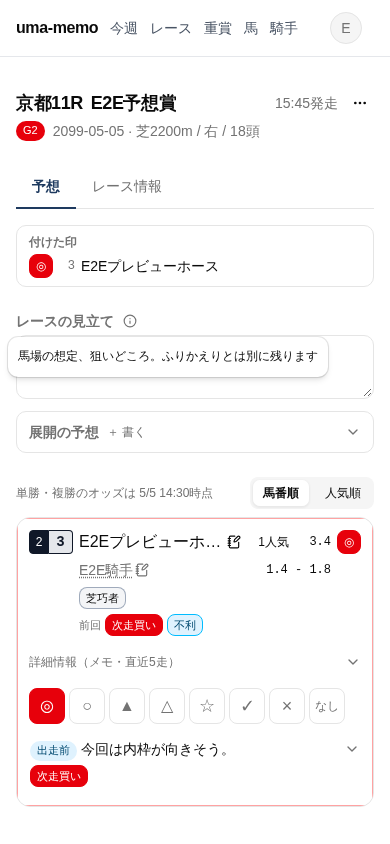 uma-memo 今週 レース 重賞 馬 騎手 E
京都11R E2E予想賞 15:45発走 …
G2 2099-05-05 · 芝2200m / 右 / 18頭
予想 レース情報
付けた印
◎ 3 E2Eプレビューホース
レースの見立て
馬場の想定、狙いどころ。ふりかえりとは別に残ります
展開の予想 + 書く
単勝・複勝のオッズは 5/5 14:30時点 馬番順 人気順
2 3 E2Eプレビューホ… 1人気 3.4 ◎
E2E騎手 1.4 - 1.8
芝巧者
前回 次走買い 不利
詳細情報（メモ・直近5走）
◎ ○ ▲ △ ☆ ✓ × なし
出走前 今回は内枠が向きそう。
次走買い